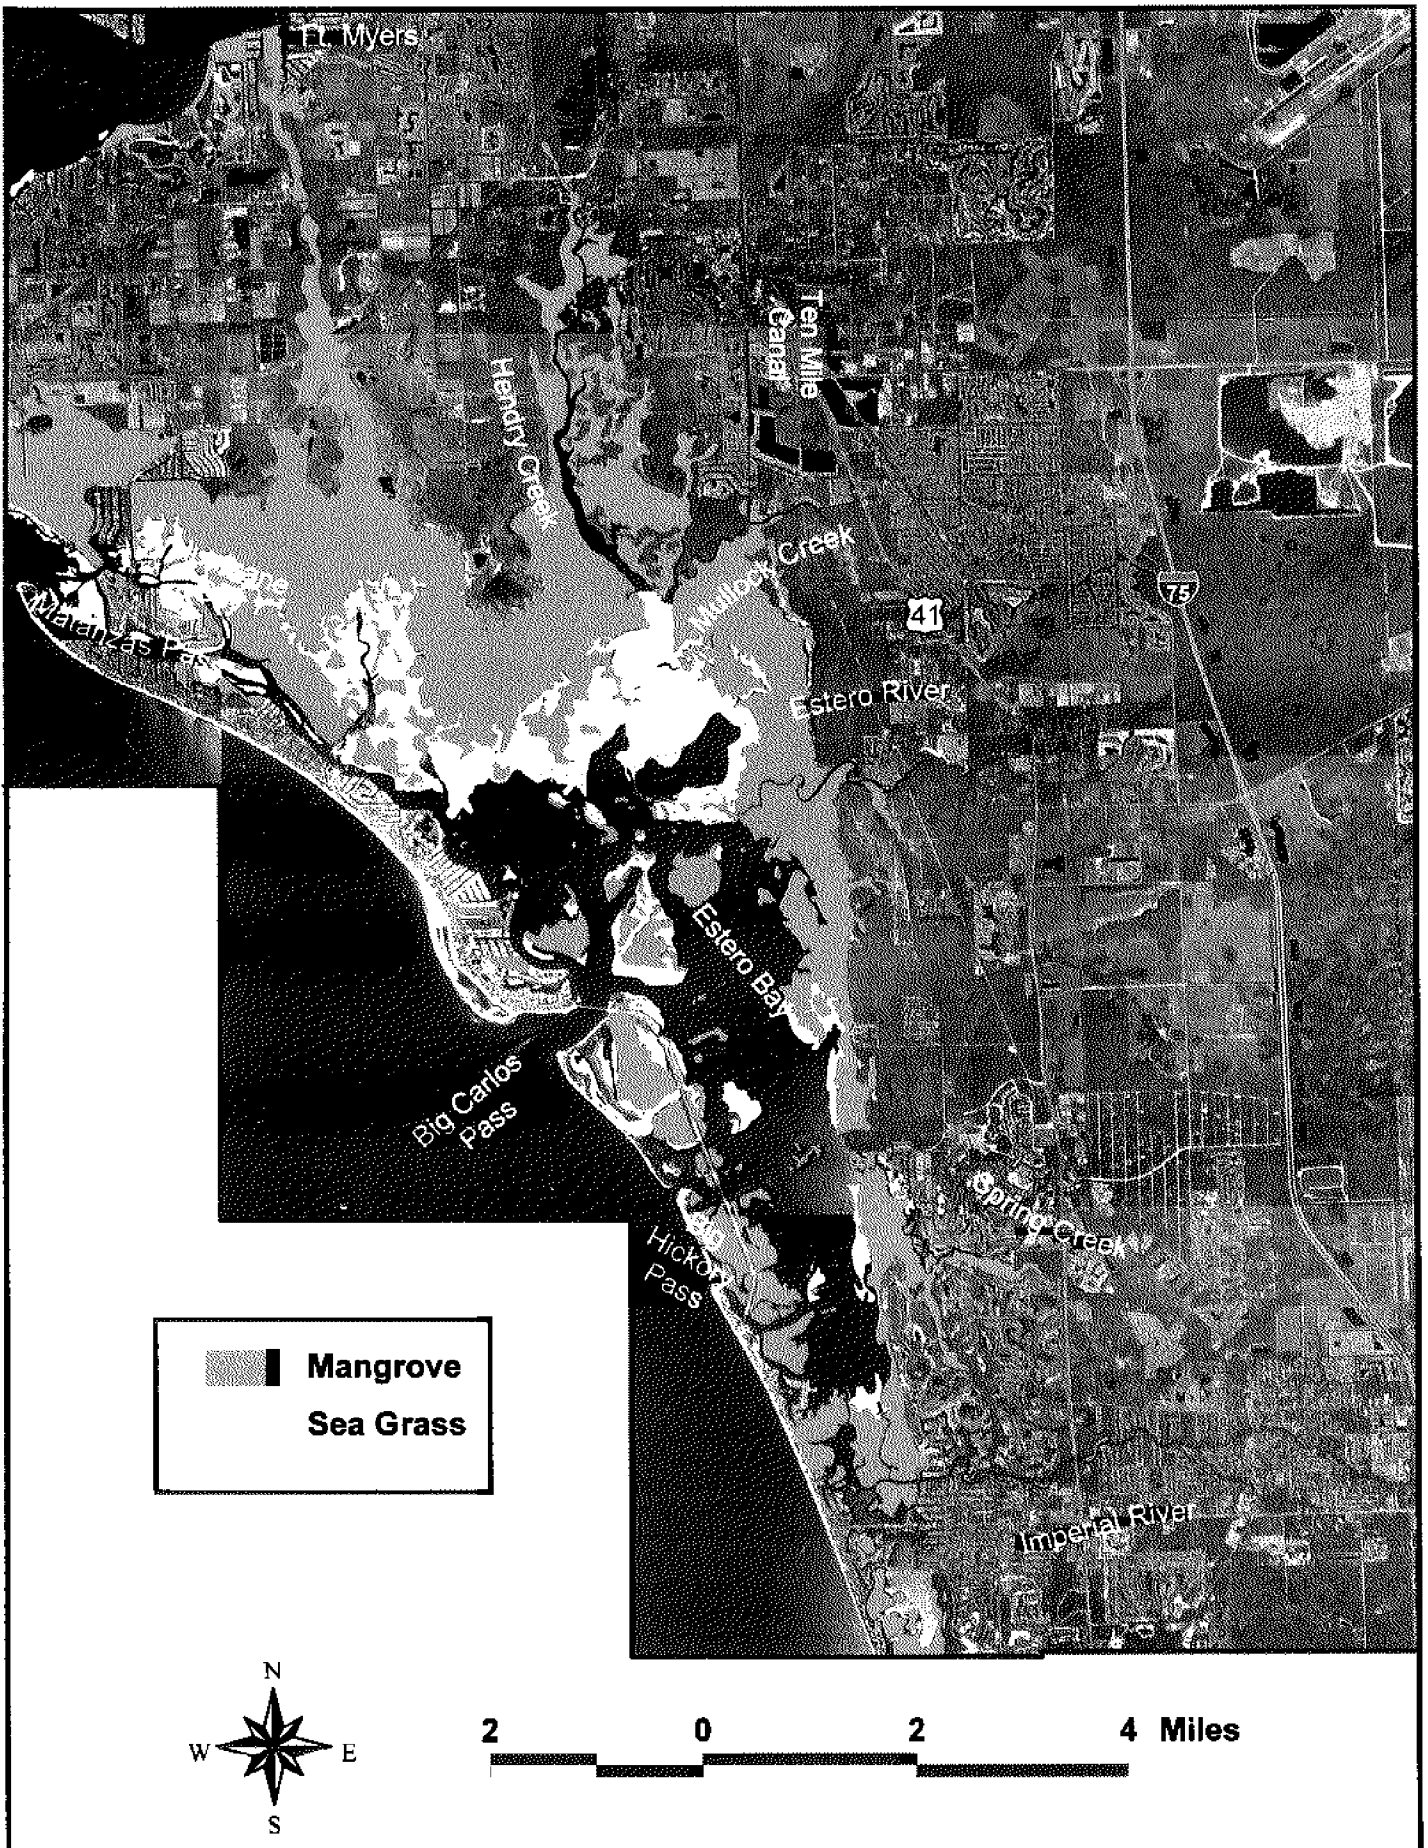 Ft. Myers
Ten Mile
Canal
Hendry Creek
Mullock Creek
75
41
Matanzas Pass
Estero River
Estero Bay
Big Carlos
Pass
Spring Creek
Big
Hickory
Pass
Mangrove
Sea Grass
Imperial River
N
W E
S
2 0 2 4 Miles